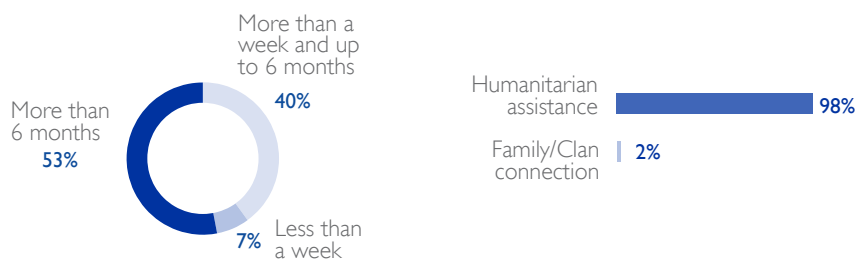 More than a
week and up
to 6 months
40%
More than
6 months
53%
Less than
a week
7%
Humanitarian
assistance
98%
Family/Clan
connection
2%